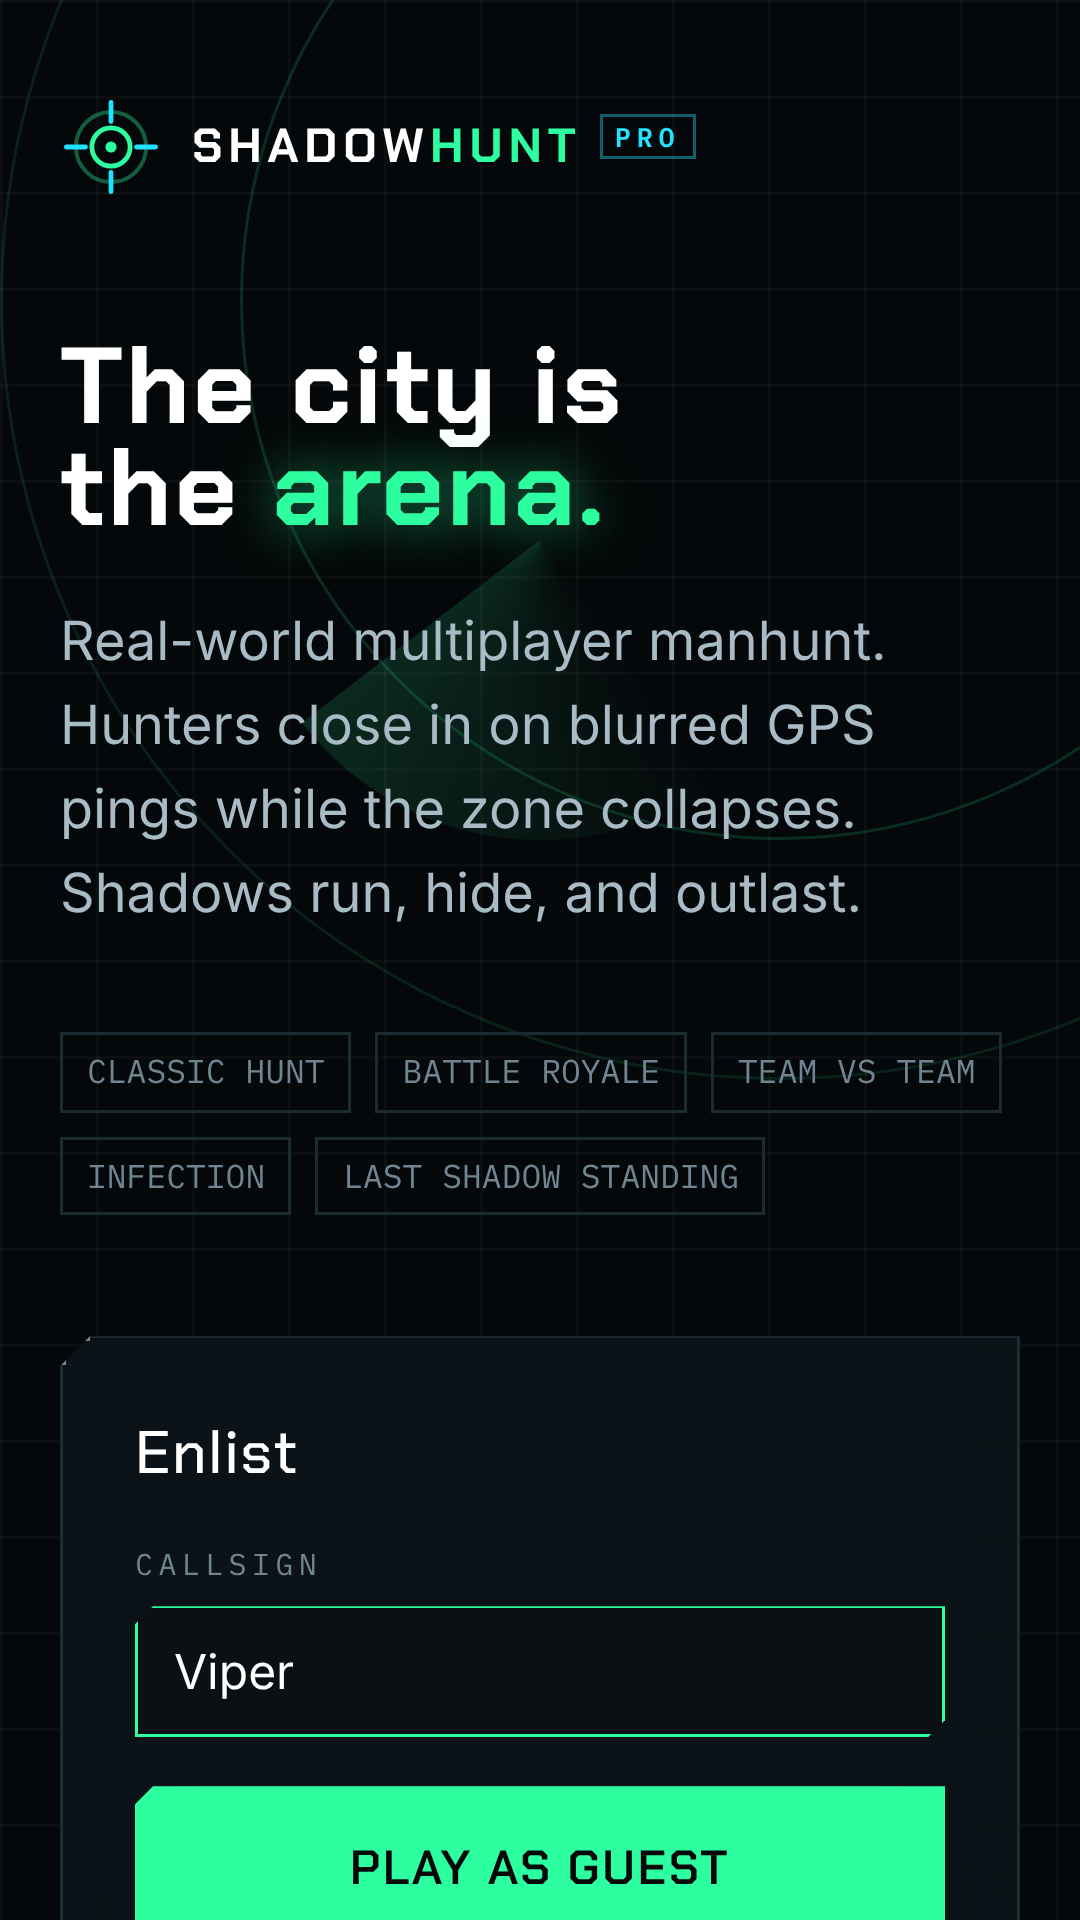 SHADOWHUNT PRO
The city is
the arena.
Real-world multiplayer manhunt.
Hunters close in on blurred GPS
pings while the zone collapses.
Shadows run, hide, and outlast.
CLASSIC HUNT BATTLE ROYALE TEAM VS TEAM
INFECTION LAST SHADOW STANDING
Enlist
CALLSIGN
Viper
PLAY AS GUEST